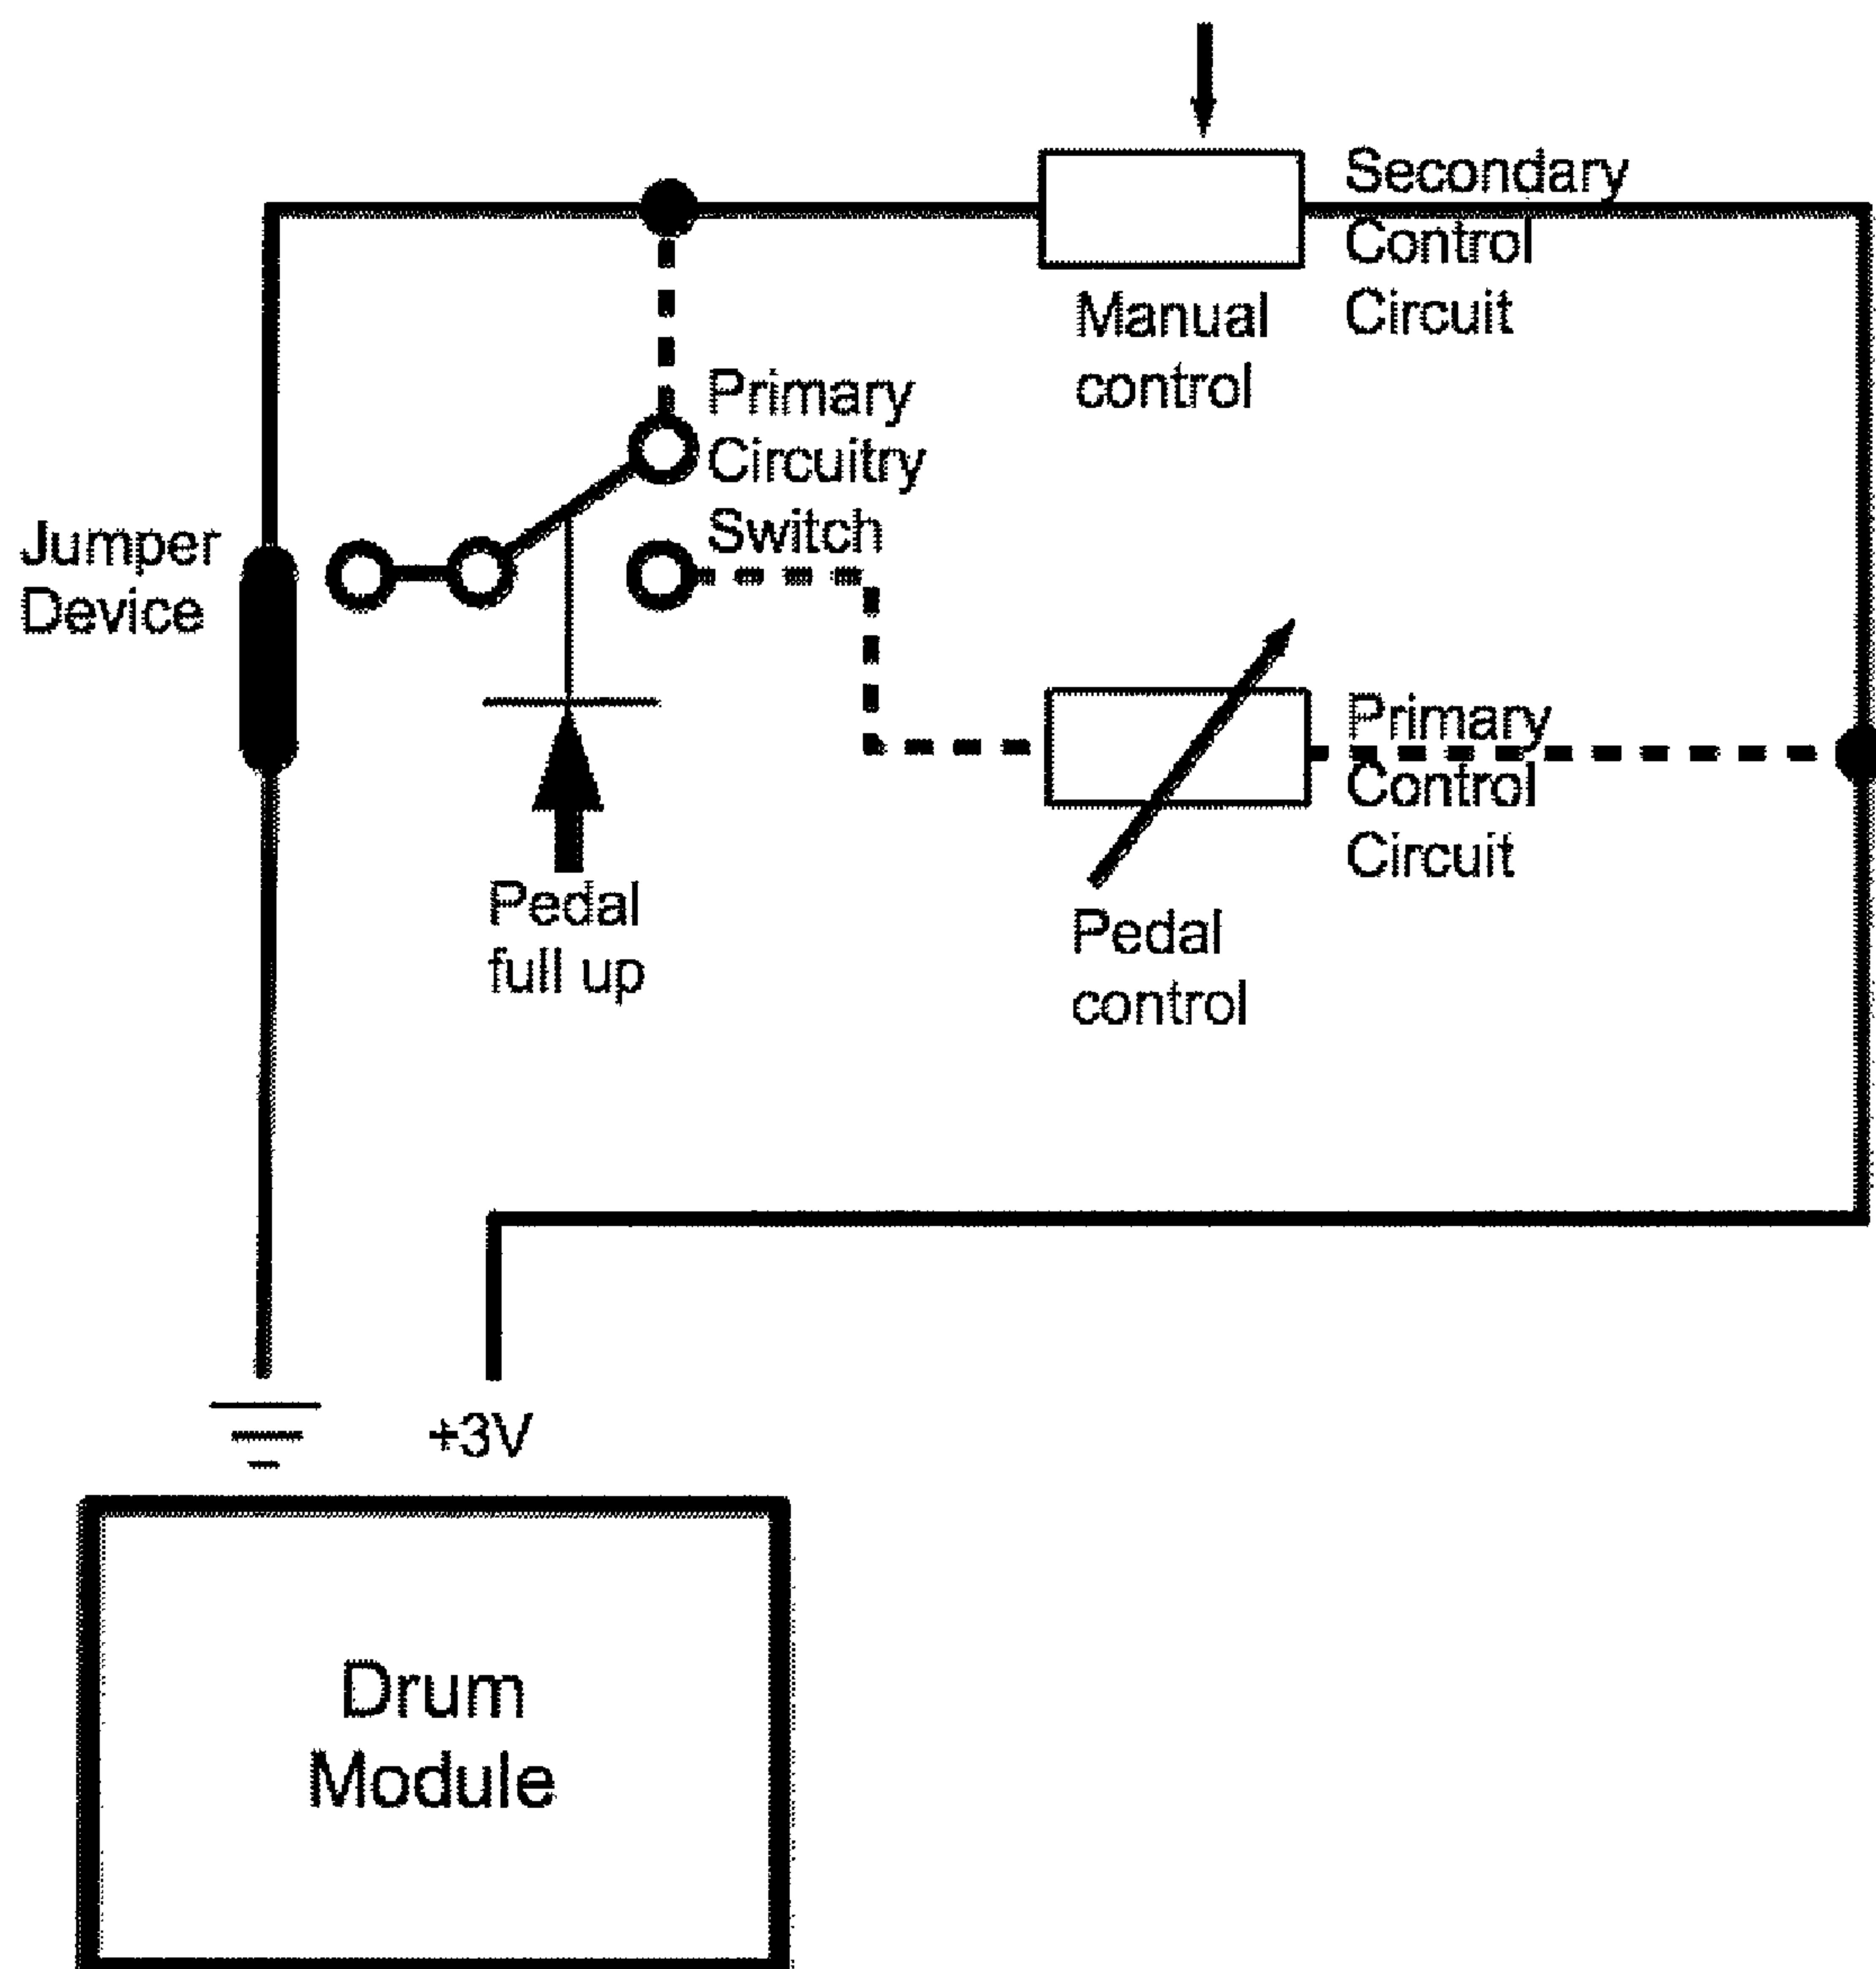 Secondary
Control
Circuit
Manual
control
Primary
Circuitry
Switch
Jumper
Device
Primary
Control
Circuit
Pedal
full up
Pedal
control
+3V
Drum
Module